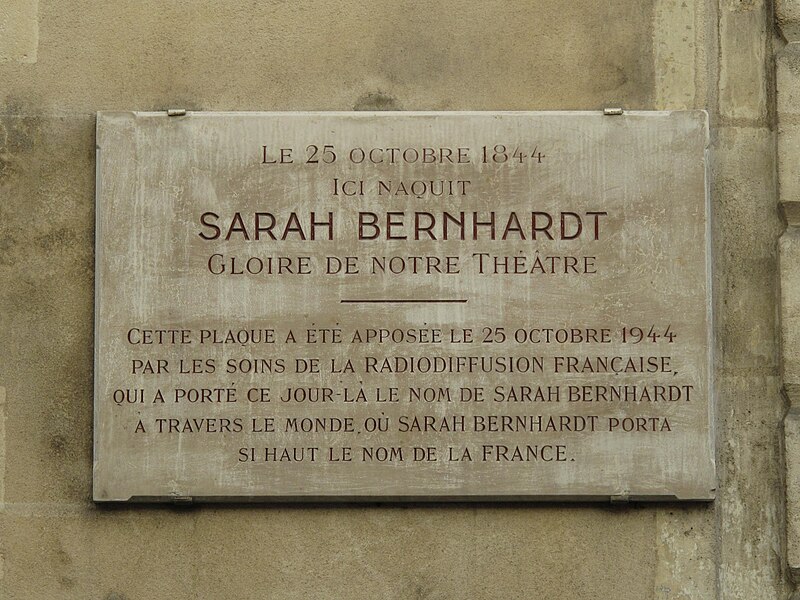 LE 25 OCTOBRE 1844
ICI NAQUIT
SARAH BERNHARDT
GLOIRE DE NOTRE THÉÂTRE
CETTE PLAQUE A ÉTÉ APPOSÉE LE 25 OCTOBRE 1944
PAR LES SOINS DE LA RADIODIFFUSION FRANÇAISE,
QUI A PORTÉ CE JOUR-LÀ LE NOM DE SARAH BERNHARDT
À TRAVERS LE MONDE, OÙ SARAH BERNHARDT PORTA
SI HAUT LE NOM DE LA FRANCE.